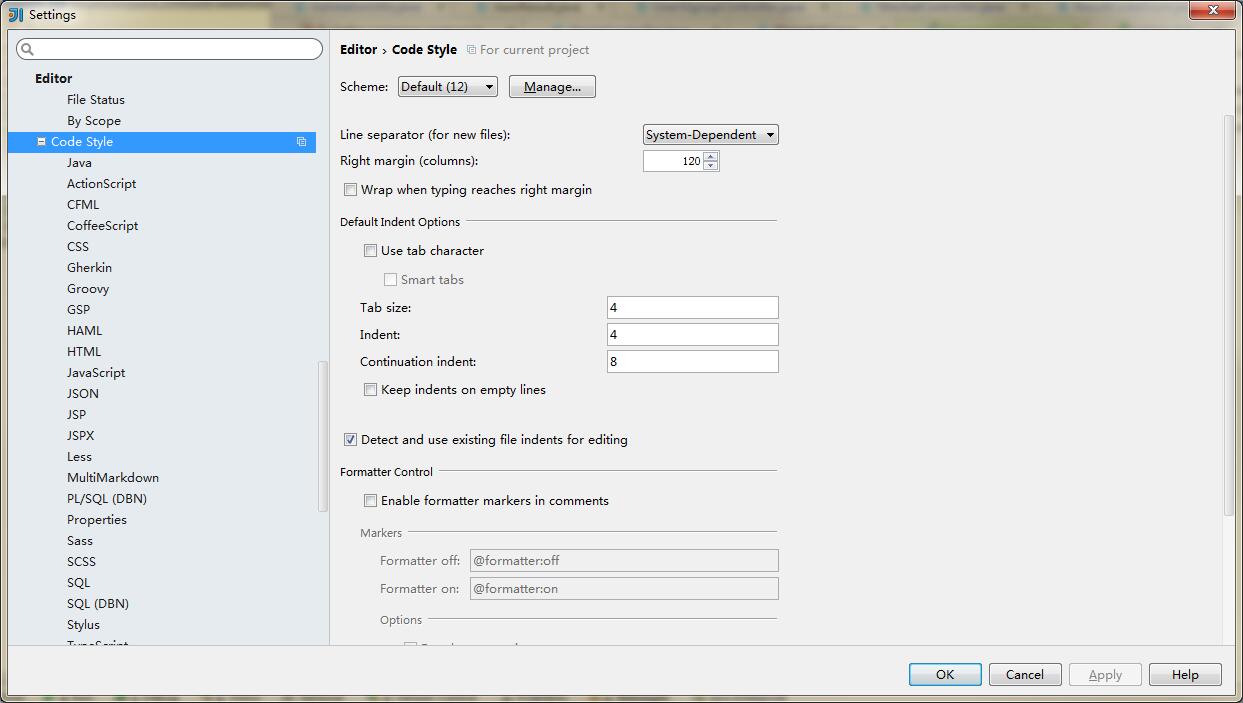 Settings
Editor
File Status
By Scope
Code Style
Java
ActionScript
CFML
CoffeeScript
CSS
Gherkin
Groovy
GSP
HAML
HTML
JavaScript
JSON
JSP
JSPX
Less
MultiMarkdown
PL/SQL (DBN)
Properties
Sass
SCSS
SQL
SQL (DBN)
Stylus
TypeScript
Editor › Code Style For current project
Scheme: Default (12) Manage...
Line separator (for new files): System-Dependent
Right margin (columns): 120
Wrap when typing reaches right margin
Default Indent Options
Use tab character
Smart tabs
Tab size: 4
Indent: 4
Continuation indent: 8
Keep indents on empty lines
Detect and use existing file indents for editing
Formatter Control
Enable formatter markers in comments
Markers
Formatter off: @formatter:off
Formatter on: @formatter:on
Options
OK Cancel Apply Help